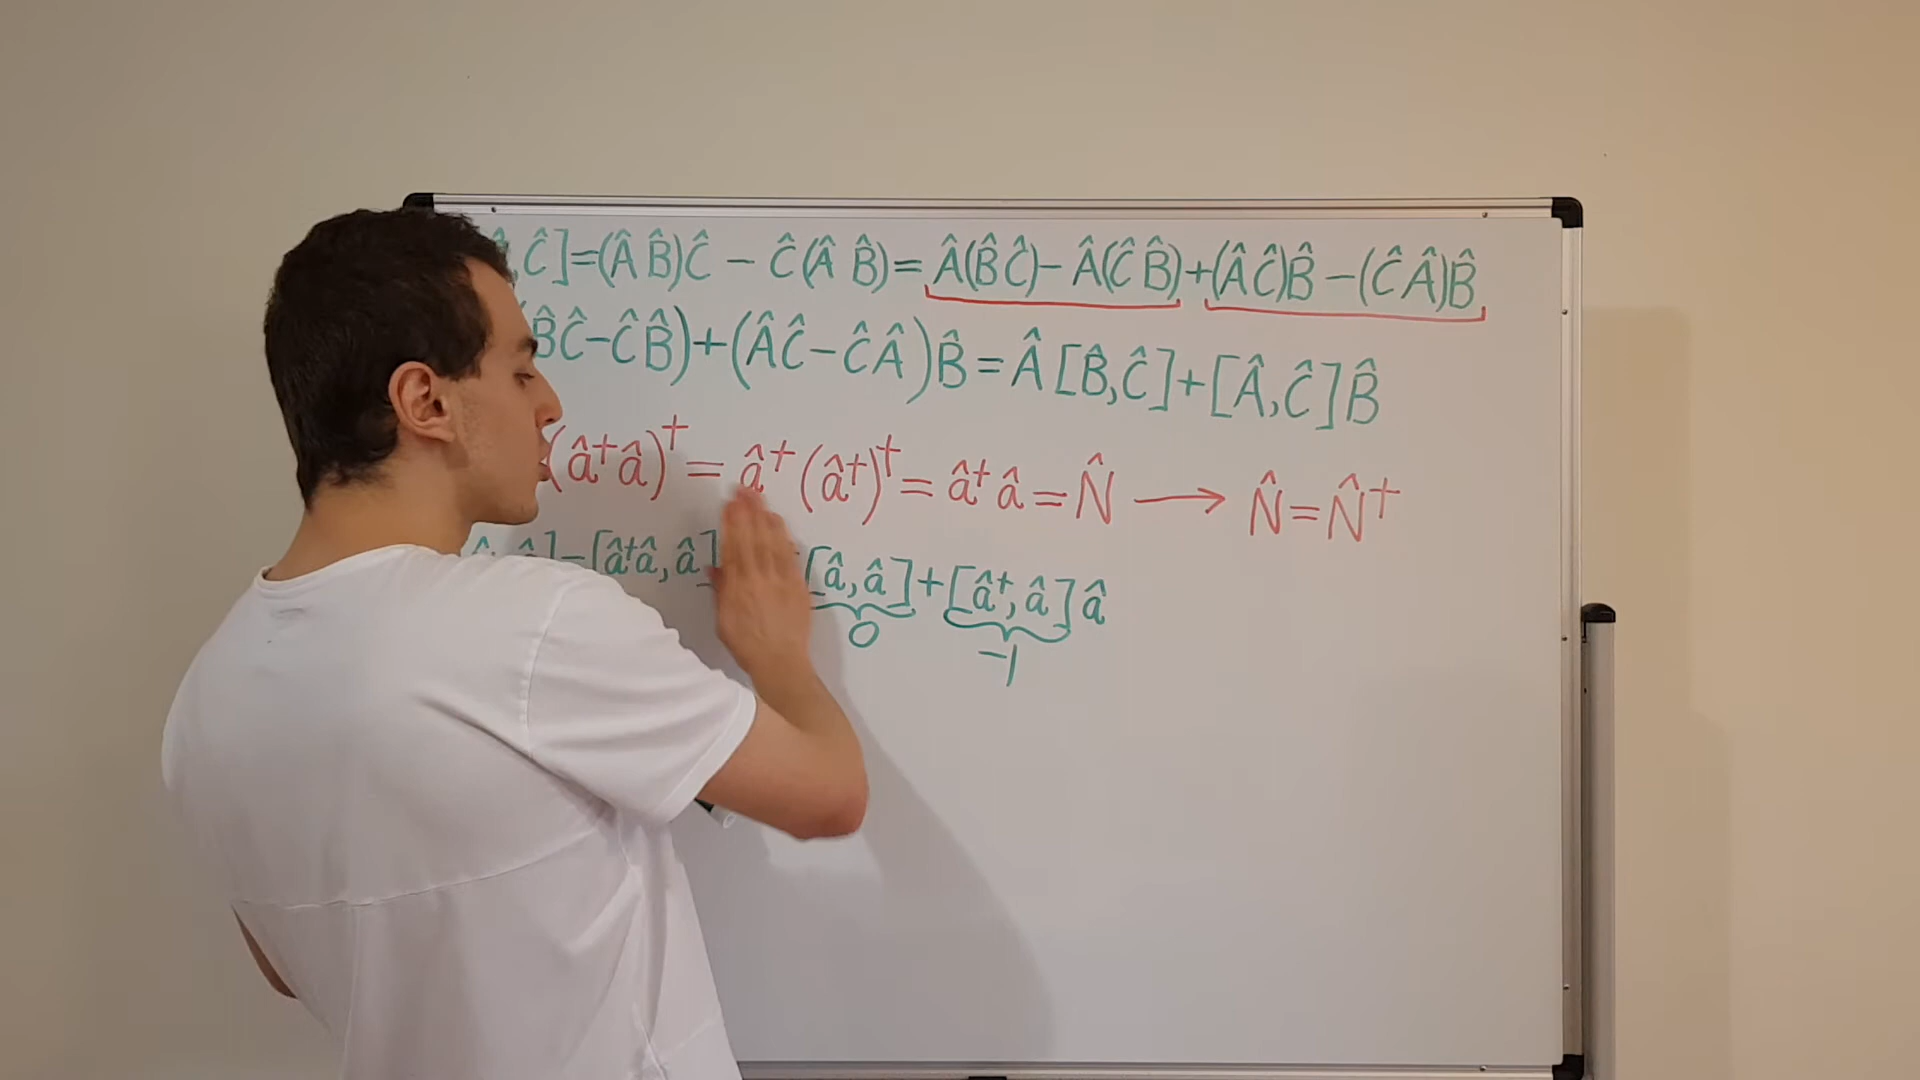 ,Ĉ]=(Â B̂)Ĉ − Ĉ(Â B̂)= Â(B̂Ĉ)− Â(Ĉ B̂)+(Â Ĉ)B̂ −(Ĉ Â)B̂
B̂Ĉ−ĈB̂)+(ÂĈ−ĈÂ)B̂=Â[B̂,Ĉ]+[Â,Ĉ]B̂
(â†â)† = â†(â†)† = â†â = N̂ ⟶ N̂=N̂†
]=[â†â,â] [â,â]+[â†,â]â
0 −1